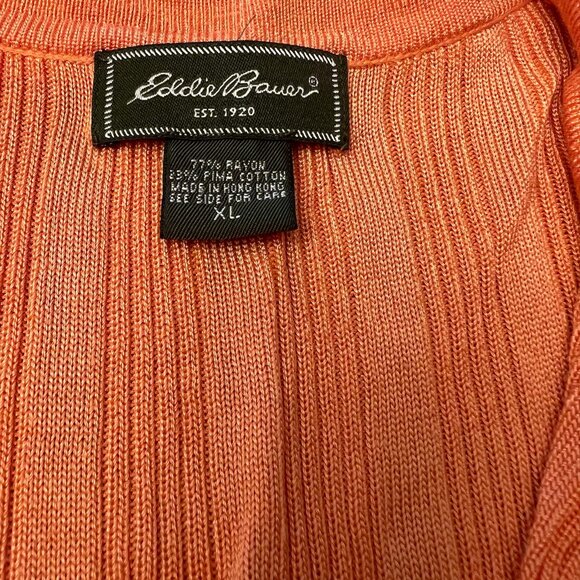 Eddie Bauer®
EST. 1920
77% RAYON
23% PIMA COTTON
MADE IN HONG KONG
SEE SIDE FOR CARE
XL